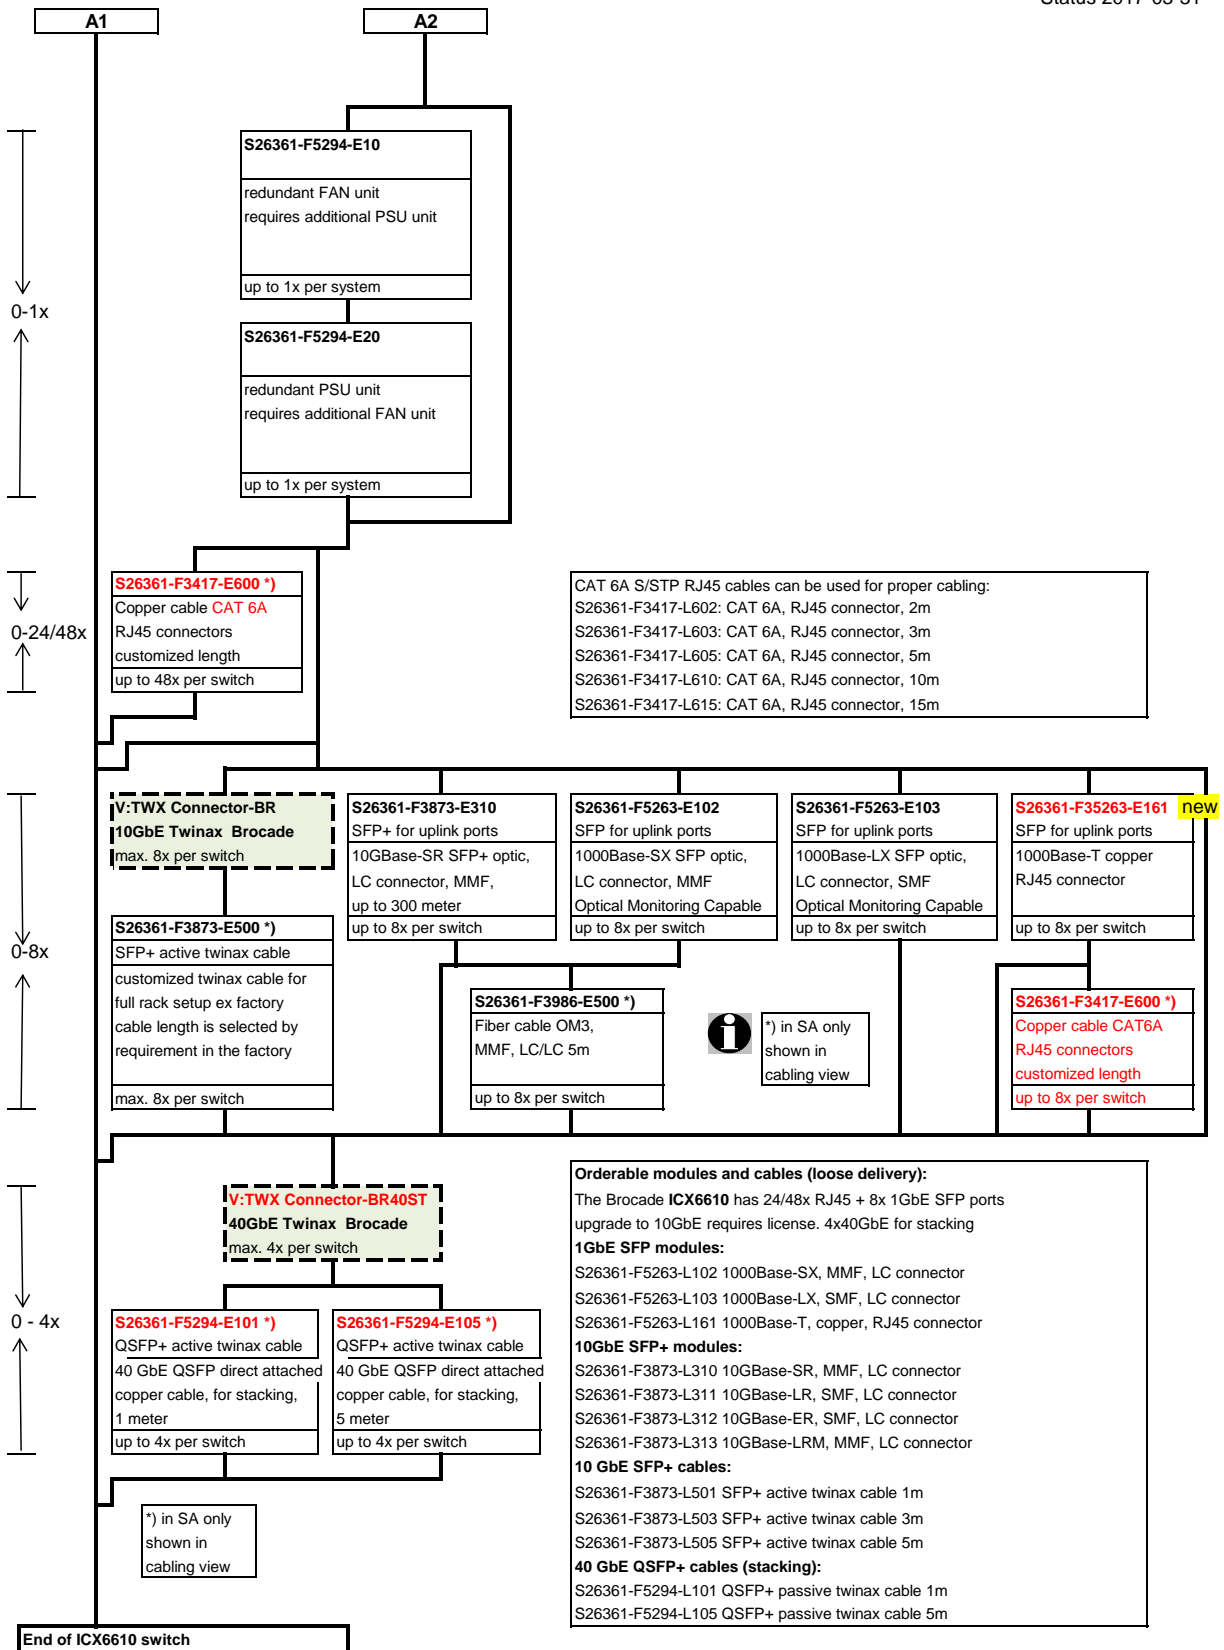 A1
A2
S26361-F5294-E10
redundant FAN unit
requires additional PSU unit
up to 1x per system
0-1x
S26361-F5294-E20
redundant PSU unit
requires additional FAN unit
up to 1x per system
0-24/48x
S26361-F3417-E600 *)
Copper cable CAT 6A
RJ45 connectors
customized length
up to 48x per switch
CAT 6A S/STP RJ45 cables can be used for proper cabling:
S26361-F3417-L602: CAT 6A, RJ45 connector, 2m
S26361-F3417-L603: CAT 6A, RJ45 connector, 3m
S26361-F3417-L605: CAT 6A, RJ45 connector, 5m
S26361-F3417-L610: CAT 6A, RJ45 connector, 10m
S26361-F3417-L615: CAT 6A, RJ45 connector, 15m
0-8x
V:TWX Connector-BR
10GbE Twinax Brocade
max. 8x per switch
S26361-F3873-E310
SFP+ for uplink ports
10GBase-SR SFP+ optic,
LC connector, MMF,
up to 300 meter
up to 8x per switch
S26361-F5263-E102
SFP for uplink ports
1000Base-SX SFP optic,
LC connector, MMF
Optical Monitoring Capable
up to 8x per switch
S26361-F5263-E103
SFP for uplink ports
1000Base-LX SFP optic,
LC connector, SMF
Optical Monitoring Capable
up to 8x per switch
S26361-F35263-E161 new
SFP for uplink ports
1000Base-T copper
RJ45 connector
up to 8x per switch
S26361-F3873-E500 *)
SFP+ active twinax cable
customized twinax cable for
full rack setup ex factory
cable length is selected by
requirement in the factory
max. 8x per switch
S26361-F3986-E500 *)
Fiber cable OM3,
MMF, LC/LC 5m
up to 8x per switch
*) in SA only
shown in
cabling view
S26361-F3417-E600 *)
Copper cable CAT6A
RJ45 connectors
customized length
up to 8x per switch
0 - 4x
V:TWX Connector-BR40ST
40GbE Twinax Brocade
max. 4x per switch
S26361-F5294-E101 *)
QSFP+ active twinax cable
40 GbE QSFP direct attached
copper cable, for stacking,
1 meter
up to 4x per switch
S26361-F5294-E105 *)
QSFP+ active twinax cable
40 GbE QSFP direct attached
copper cable, for stacking,
5 meter
up to 4x per switch
*) in SA only
shown in
cabling view
Orderable modules and cables (loose delivery):
The Brocade ICX6610 has 24/48x RJ45 + 8x 1GbE SFP ports
upgrade to 10GbE requires license. 4x40GbE for stacking
1GbE SFP modules:
S26361-F5263-L102 1000Base-SX, MMF, LC connector
S26361-F5263-L103 1000Base-LX, SMF, LC connector
S26361-F5263-L161 1000Base-T, copper, RJ45 connector
10GbE SFP+ modules:
S26361-F3873-L310 10GBase-SR, MMF, LC connector
S26361-F3873-L311 10GBase-LR, SMF, LC connector
S26361-F3873-L312 10GBase-ER, SMF, LC connector
S26361-F3873-L313 10GBase-LRM, MMF, LC connector
10 GbE SFP+ cables:
S26361-F3873-L501 SFP+ active twinax cable 1m
S26361-F3873-L503 SFP+ active twinax cable 3m
S26361-F3873-L505 SFP+ active twinax cable 5m
40 GbE QSFP+ cables (stacking):
S26361-F5294-L101 QSFP+ passive twinax cable 1m
S26361-F5294-L105 QSFP+ passive twinax cable 5m
End of ICX6610 switch